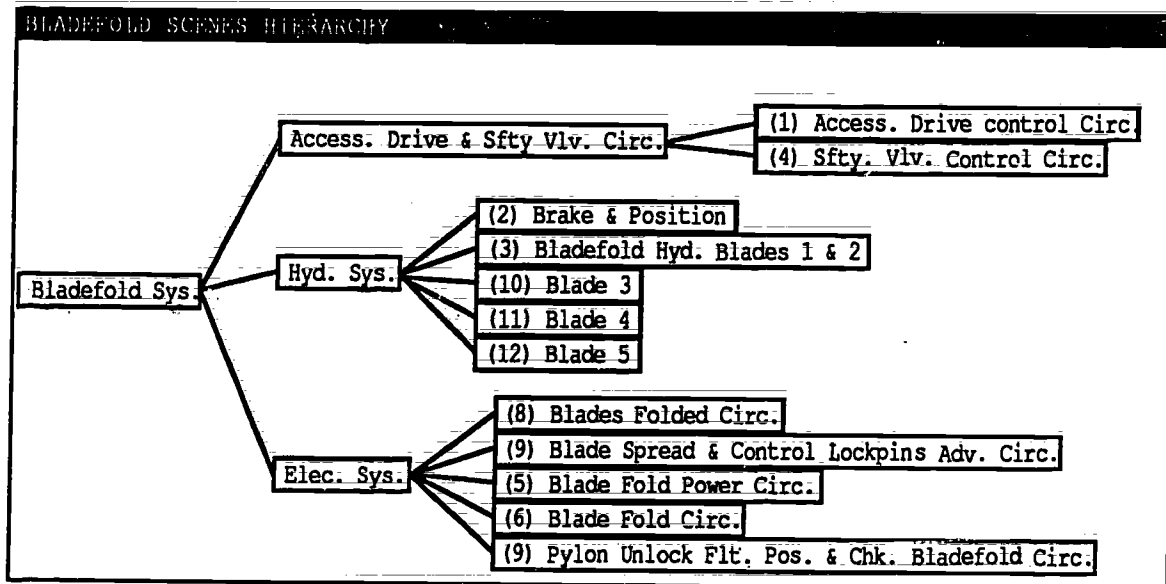 BLADEFOLD SCENES HIERARCHY
(1) Access. Drive control Circ.
Access. Drive & Sfty Vlv. Circ.
(4) Sfty. Vlv. Control Circ.
(2) Brake & Position
(3) Bladefold Hyd. Blades 1 & 2
Hyd. Sys.
(10) Blade 3
Bladefold Sys.
(11) Blade 4
(12) Blade 5
(8) Blades Folded Circ.
(9) Blade Spread & Control Lockpins Adv. Circ.
Elec. Sys.
(5) Blade Fold Power Circ.
(6) Blade Fold Circ.
(9) Pylon Unlock Flt. Pos. & Chk. Bladefold Circ.